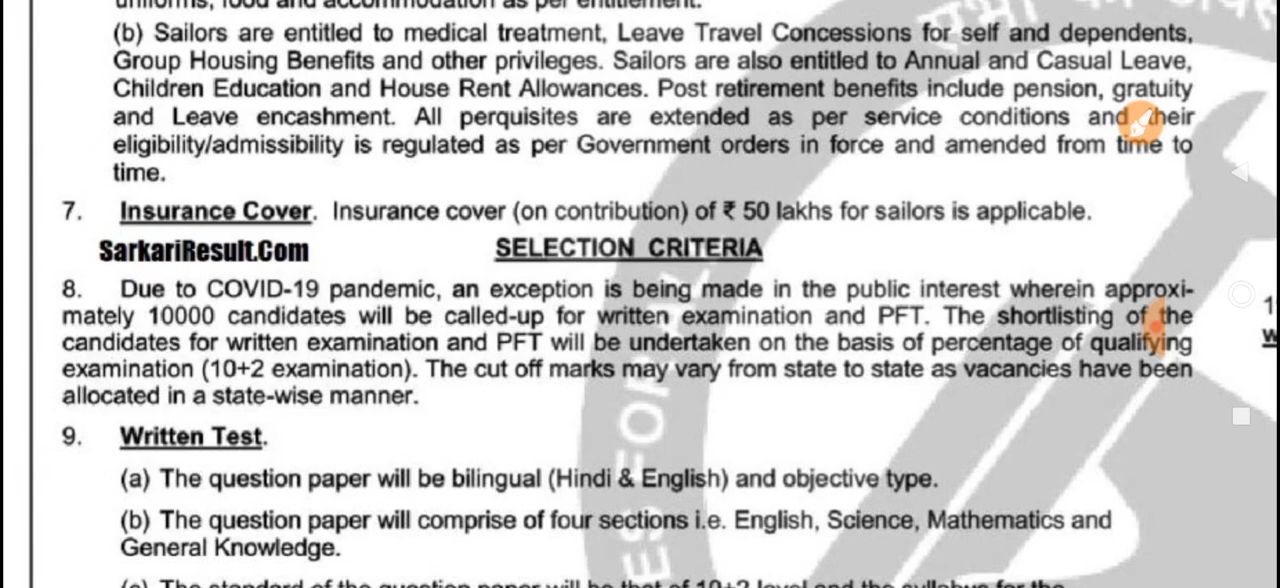 uniforms, food and accommodation as per entitlement.
(b) Sailors are entitled to medical treatment, Leave Travel Concessions for self and dependents,
Group Housing Benefits and other privileges. Sailors are also entitled to Annual and Casual Leave,
Children Education and House Rent Allowances. Post retirement benefits include pension, gratuity
and Leave encashment. All perquisites are extended as per service conditions and their
eligibility/admissibility is regulated as per Government orders in force and amended from time to
time.
7. Insurance Cover. Insurance cover (on contribution) of ₹ 50 lakhs for sailors is applicable.
SarkariResult.Com SELECTION CRITERIA
8. Due to COVID-19 pandemic, an exception is being made in the public interest wherein approxi-
mately 10000 candidates will be called-up for written examination and PFT. The shortlisting of the
candidates for written examination and PFT will be undertaken on the basis of percentage of qualifying
examination (10+2 examination). The cut off marks may vary from state to state as vacancies have been
allocated in a state-wise manner.
9. Written Test.
(a) The question paper will be bilingual (Hindi & English) and objective type.
(b) The question paper will comprise of four sections i.e. English, Science, Mathematics and
General Knowledge.
(c) The standard of the question paper will be that of 10+2 level and the syllabus for the